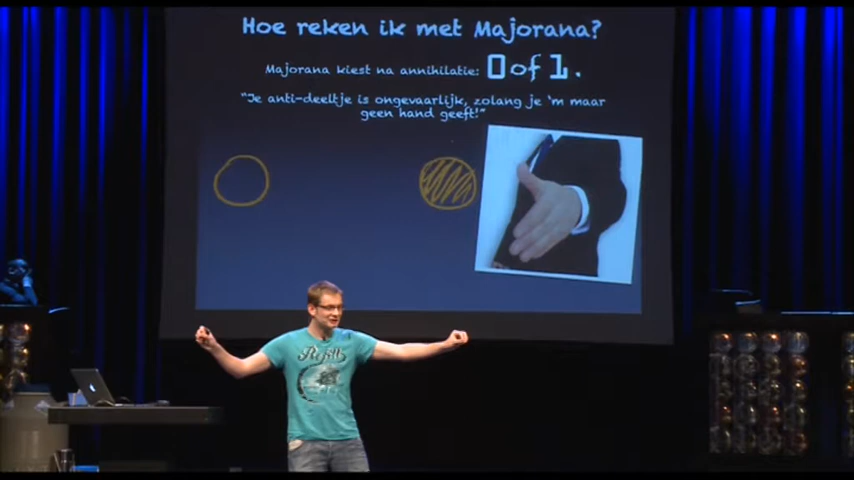 Hoe reken ik met Majorana?
Majorana kiest na annihilatie: 0 of 1.
"Je anti-deeltje is ongevaarlijk, zolang je 'm maar
geen hand geeft!"